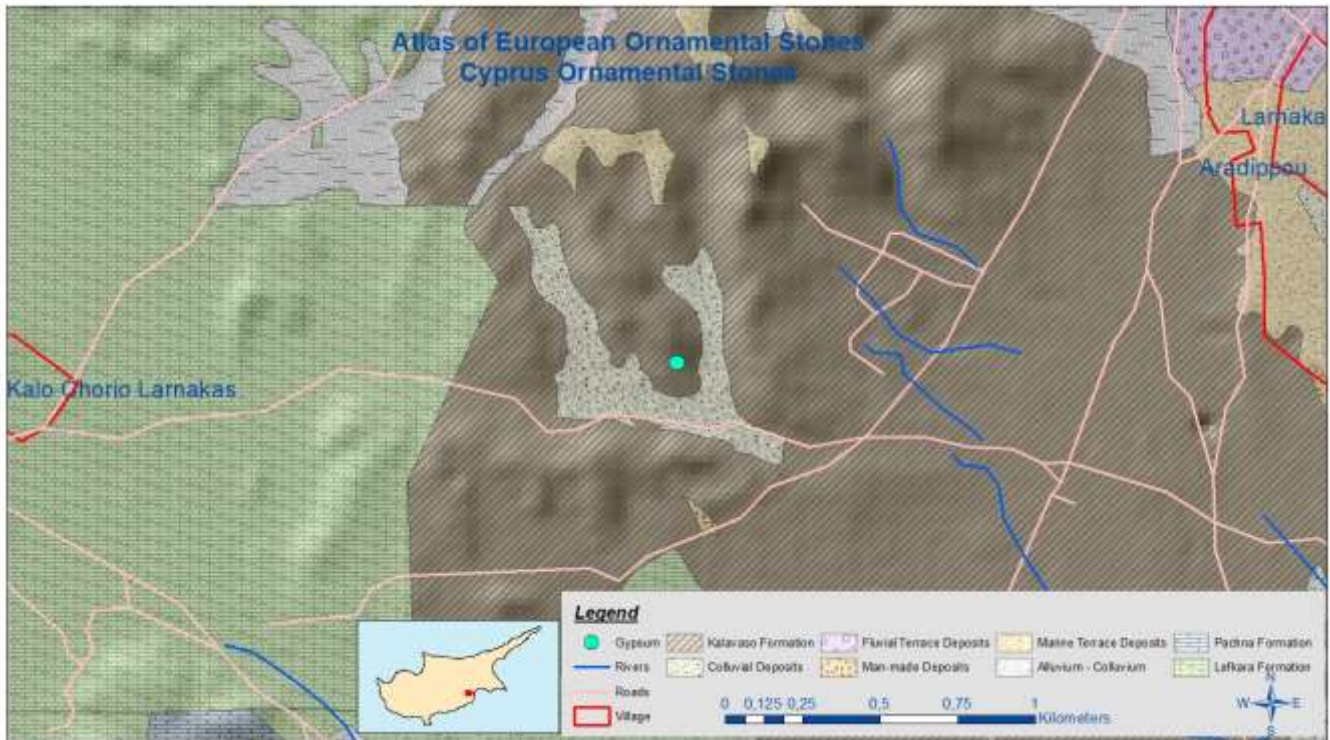 Atlas of European Ornamental Stones
Cyprus Ornamental Stones
Larnaka
Aradippou
Kalo Chorio Larnakas
Legend
Gypsum
Kalavaso Formation
Fluvial Terrace Deposits
Marine Terrace Deposits
Pachna Formation
Rivers
Colluvial Deposits
Man-made Deposits
Alluvium - Colluvium
Lefkara Formation
Roads
Village
0 0,125 0,25 0,5 0,75 1
Kilometers
N
W E
S